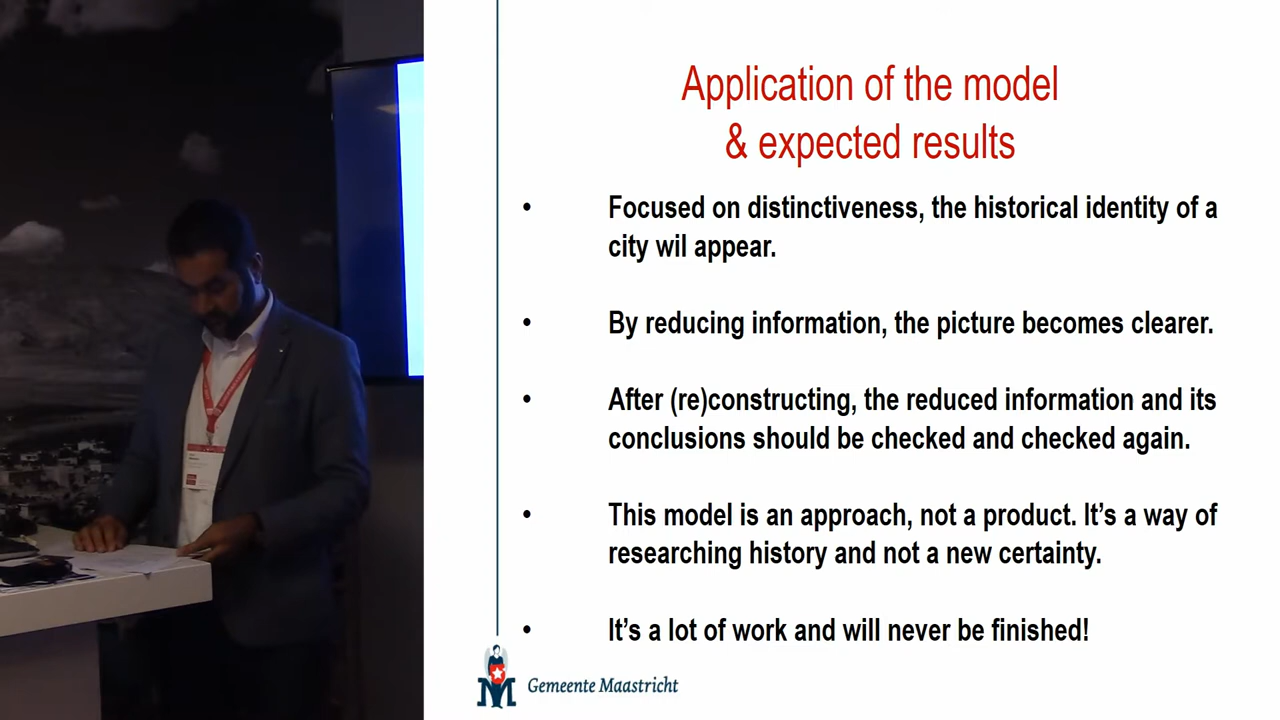 Application of the model
& expected results
• Focused on distinctiveness, the historical identity of a
city wil appear.
• By reducing information, the picture becomes clearer.
• After (re)constructing, the reduced information and its
conclusions should be checked and checked again.
• This model is an approach, not a product. It’s a way of
researching history and not a new certainty.
• It’s a lot of work and will never be finished!
M
Gemeente Maastricht